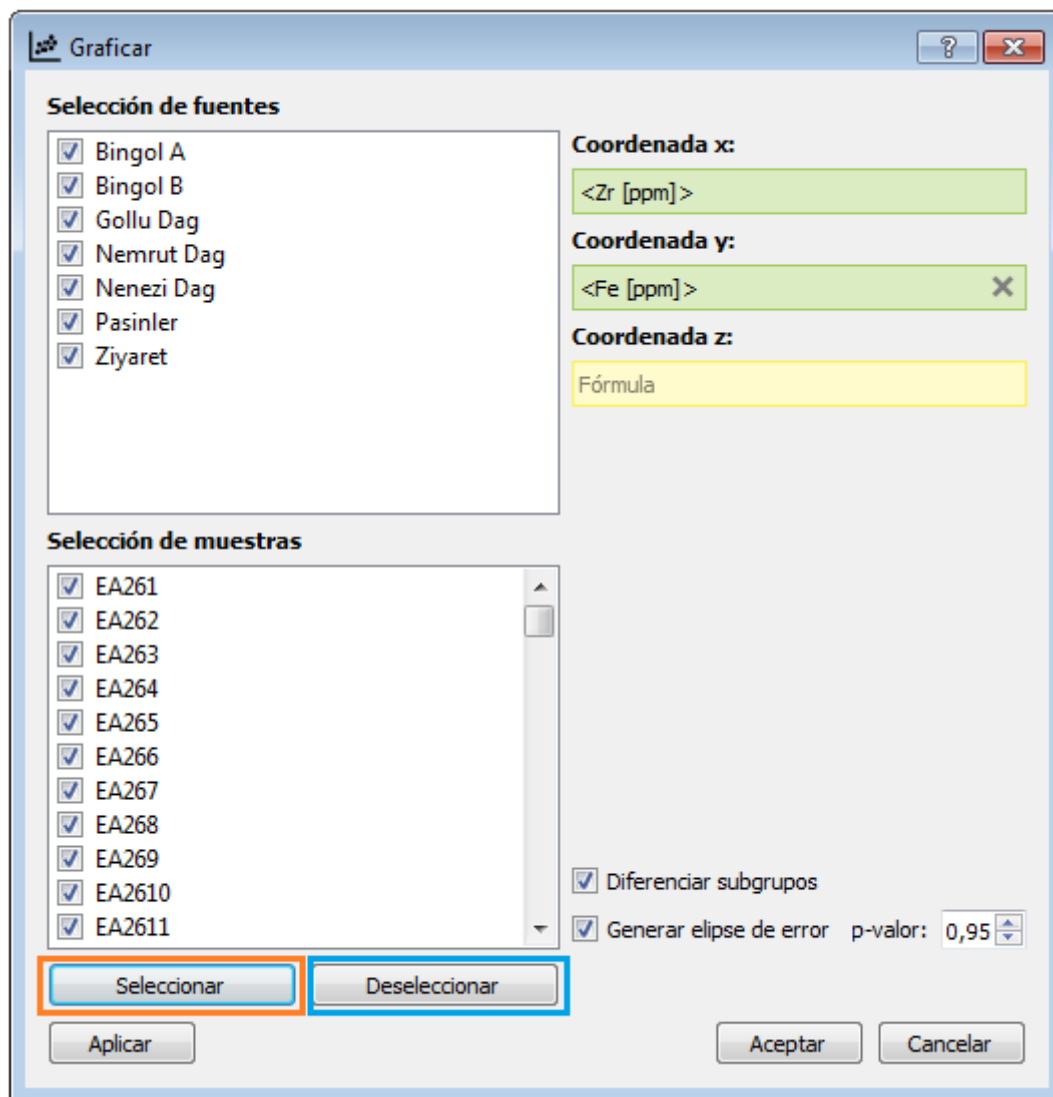 Graficar
Selección de fuentes
Bingol A
Bingol B
Gollu Dag
Nemrut Dag
Nenezi Dag
Pasinler
Ziyaret
Coordenada x:
<Zr [ppm]>
Coordenada y:
<Fe [ppm]>
Coordenada z:
Fórmula
Selección de muestras
EA261
EA262
EA263
EA264
EA265
EA266
EA267
EA268
EA269
EA2610
EA2611
Diferenciar subgrupos
Generar elipse de error p-valor: 0,95
Seleccionar Deseleccionar
Aplicar Aceptar Cancelar